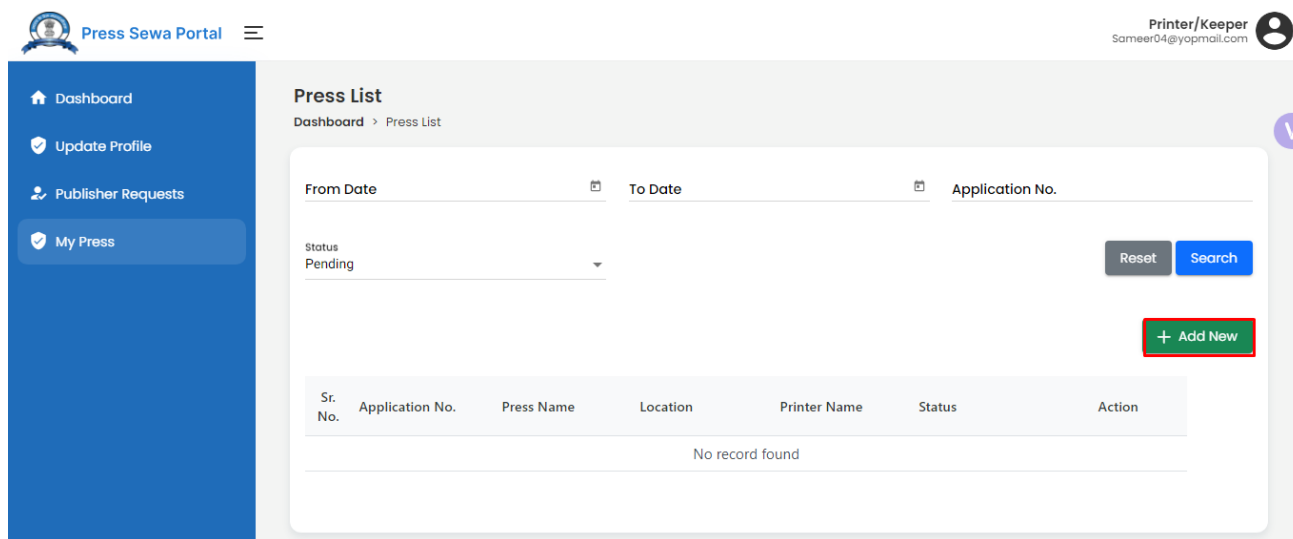 Press Sewa Portal
Printer/Keeper
Sameer04@yopmail.com
Dashboard
Update Profile
Publisher Requests
My Press
Press List
Dashboard > Press List
From Date
To Date
Application No.
Status
Pending
Reset
Search
+ Add New
Sr. No.
Application No.
Press Name
Location
Printer Name
Status
Action
No record found